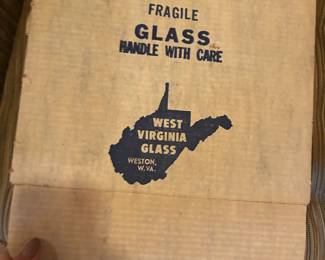 FRAGILE
GLASS
HANDLE WITH CARE
WEST
VIRGINIA
GLASS
WESTON,
W.VA.